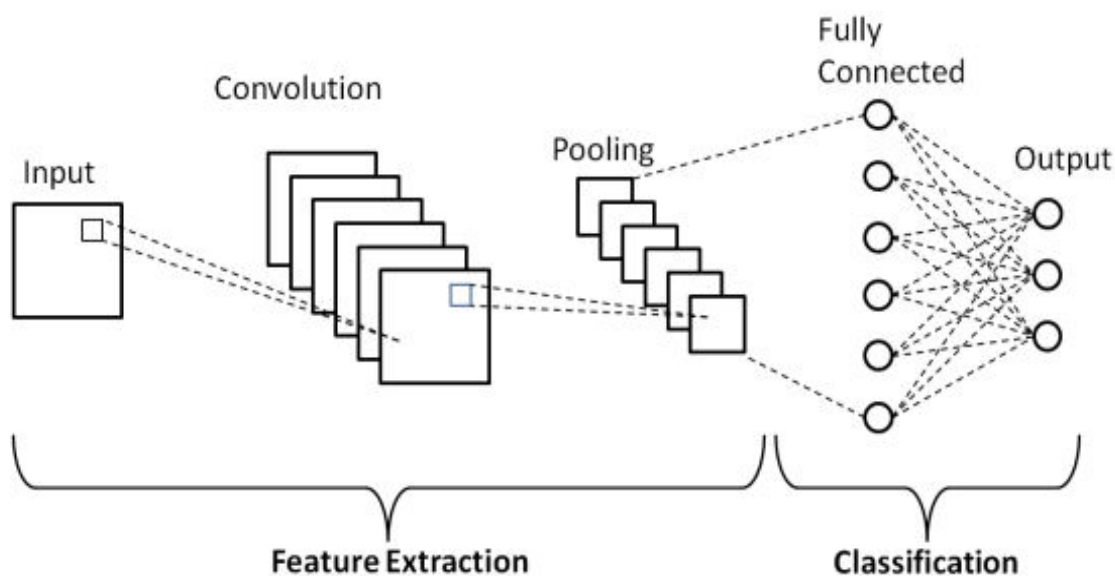 Input
Convolution
Pooling
Fully
Connected
Output
Feature Extraction
Classification